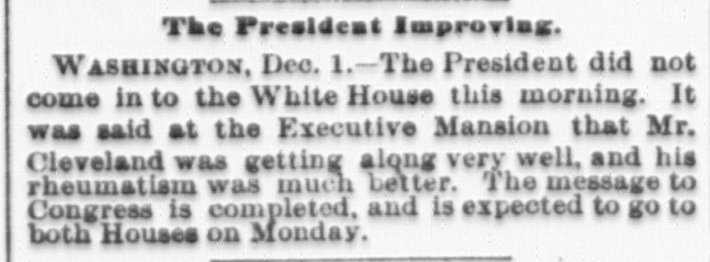 The President Improving.
WASHINGTON, Dec. 1.—The President did not
come in to the White House this morning. It
was said at the Executive Mansion that Mr.
Cleveland was getting along very well, and his
rheumatism was much better. The message to
Congress is completed, and is expected to go to
both Houses on Monday.